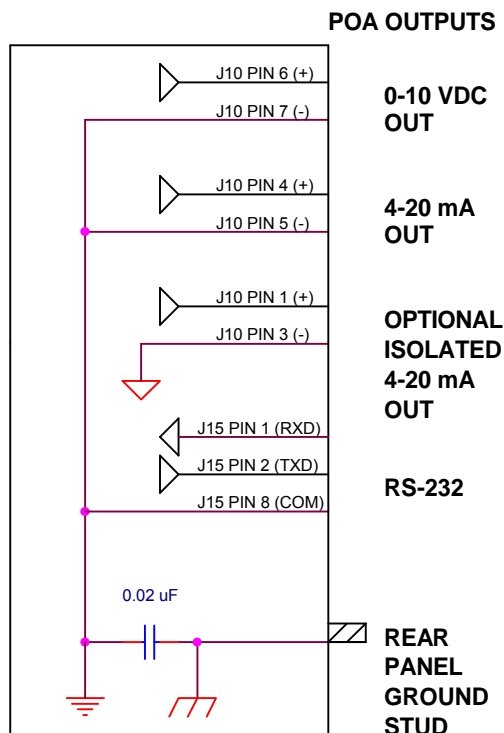 POA OUTPUTS
J10 PIN 6 (+)
J10 PIN 7 (-)
0-10 VDC
OUT
J10 PIN 4 (+)
J10 PIN 5 (-)
4-20 mA
OUT
J10 PIN 1 (+)
J10 PIN 3 (-)
OPTIONAL
ISOLATED
4-20 mA
OUT
J15 PIN 1 (RXD)
J15 PIN 2 (TXD)
J15 PIN 8 (COM)
RS-232
0.02 uF
REAR
PANEL
GROUND
STUD